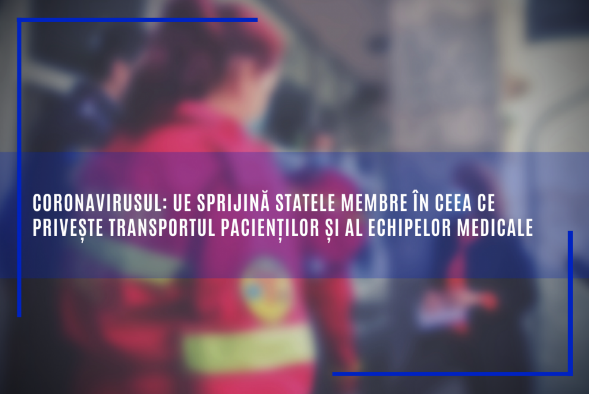 CORONAVIRUSUL: UE SPRIJINĂ STATELE MEMBRE ÎN CEEA CE
PRIVEȘTE TRANSPORTUL PACIENȚILOR ȘI AL ECHIPELOR MEDICALE